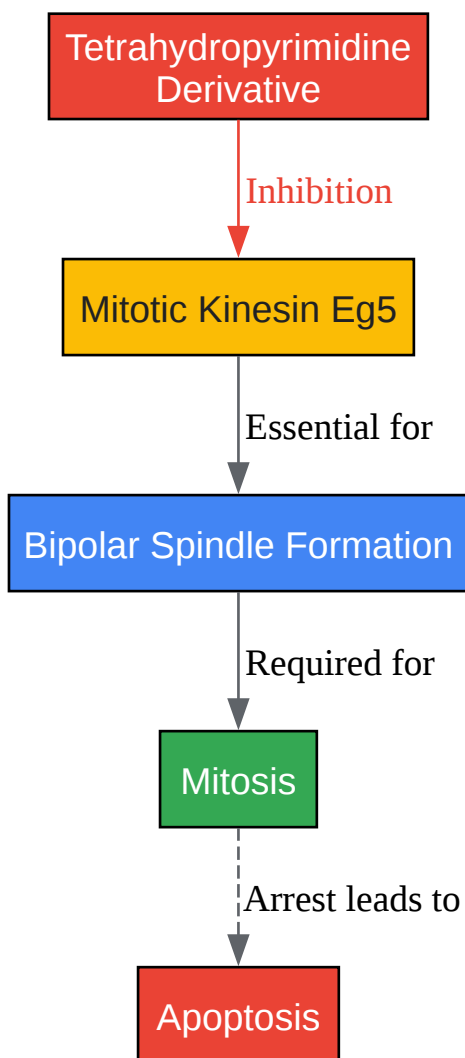 Tetrahydropyrimidine
Derivative
Inhibition
Mitotic Kinesin Eg5
Essential for
Bipolar Spindle Formation
Required for
Mitosis
Arrest leads to
Apoptosis